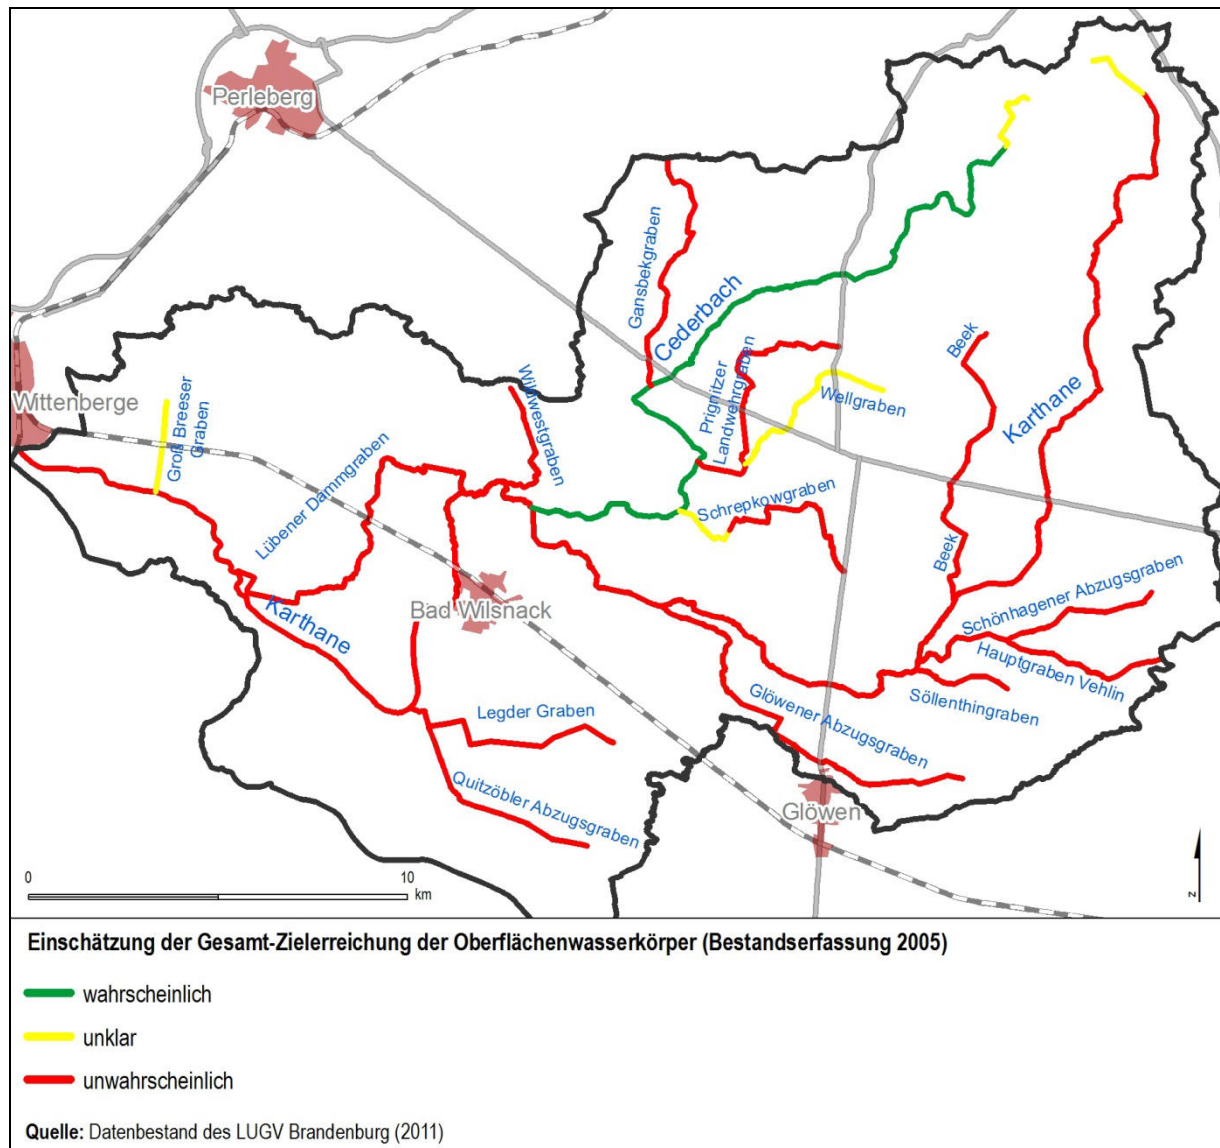 Perleberg
Gansbekgraben
Cederbach
Wildwestgraben
Prignitzer
Landwehrgraben
Wellgraben
Beek
Karthane
Wittenberge
Groß Breeser
Graben
Lübener Dammgraben
Schrepkowgraben
Beek
Karthane
Bad Wilsnack
Schönhagener Abzugsgraben
Hauptgraben Vehlin
Söllenthingraben
Glöwener Abzugsgraben
Legder Graben
Quitzöbler Abzugsgraben
Glöwen
0 10
km
N
Einschätzung der Gesamt-Zielerreichung der Oberflächenwasserkörper (Bestandserfassung 2005)
wahrscheinlich
unklar
unwahrscheinlich
Quelle: Datenbestand des LUGV Brandenburg (2011)